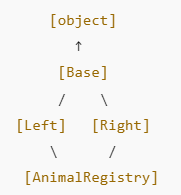 [object]
↑
[Base]
/ \
[Left] [Right]
\ /
[AnimalRegistry]